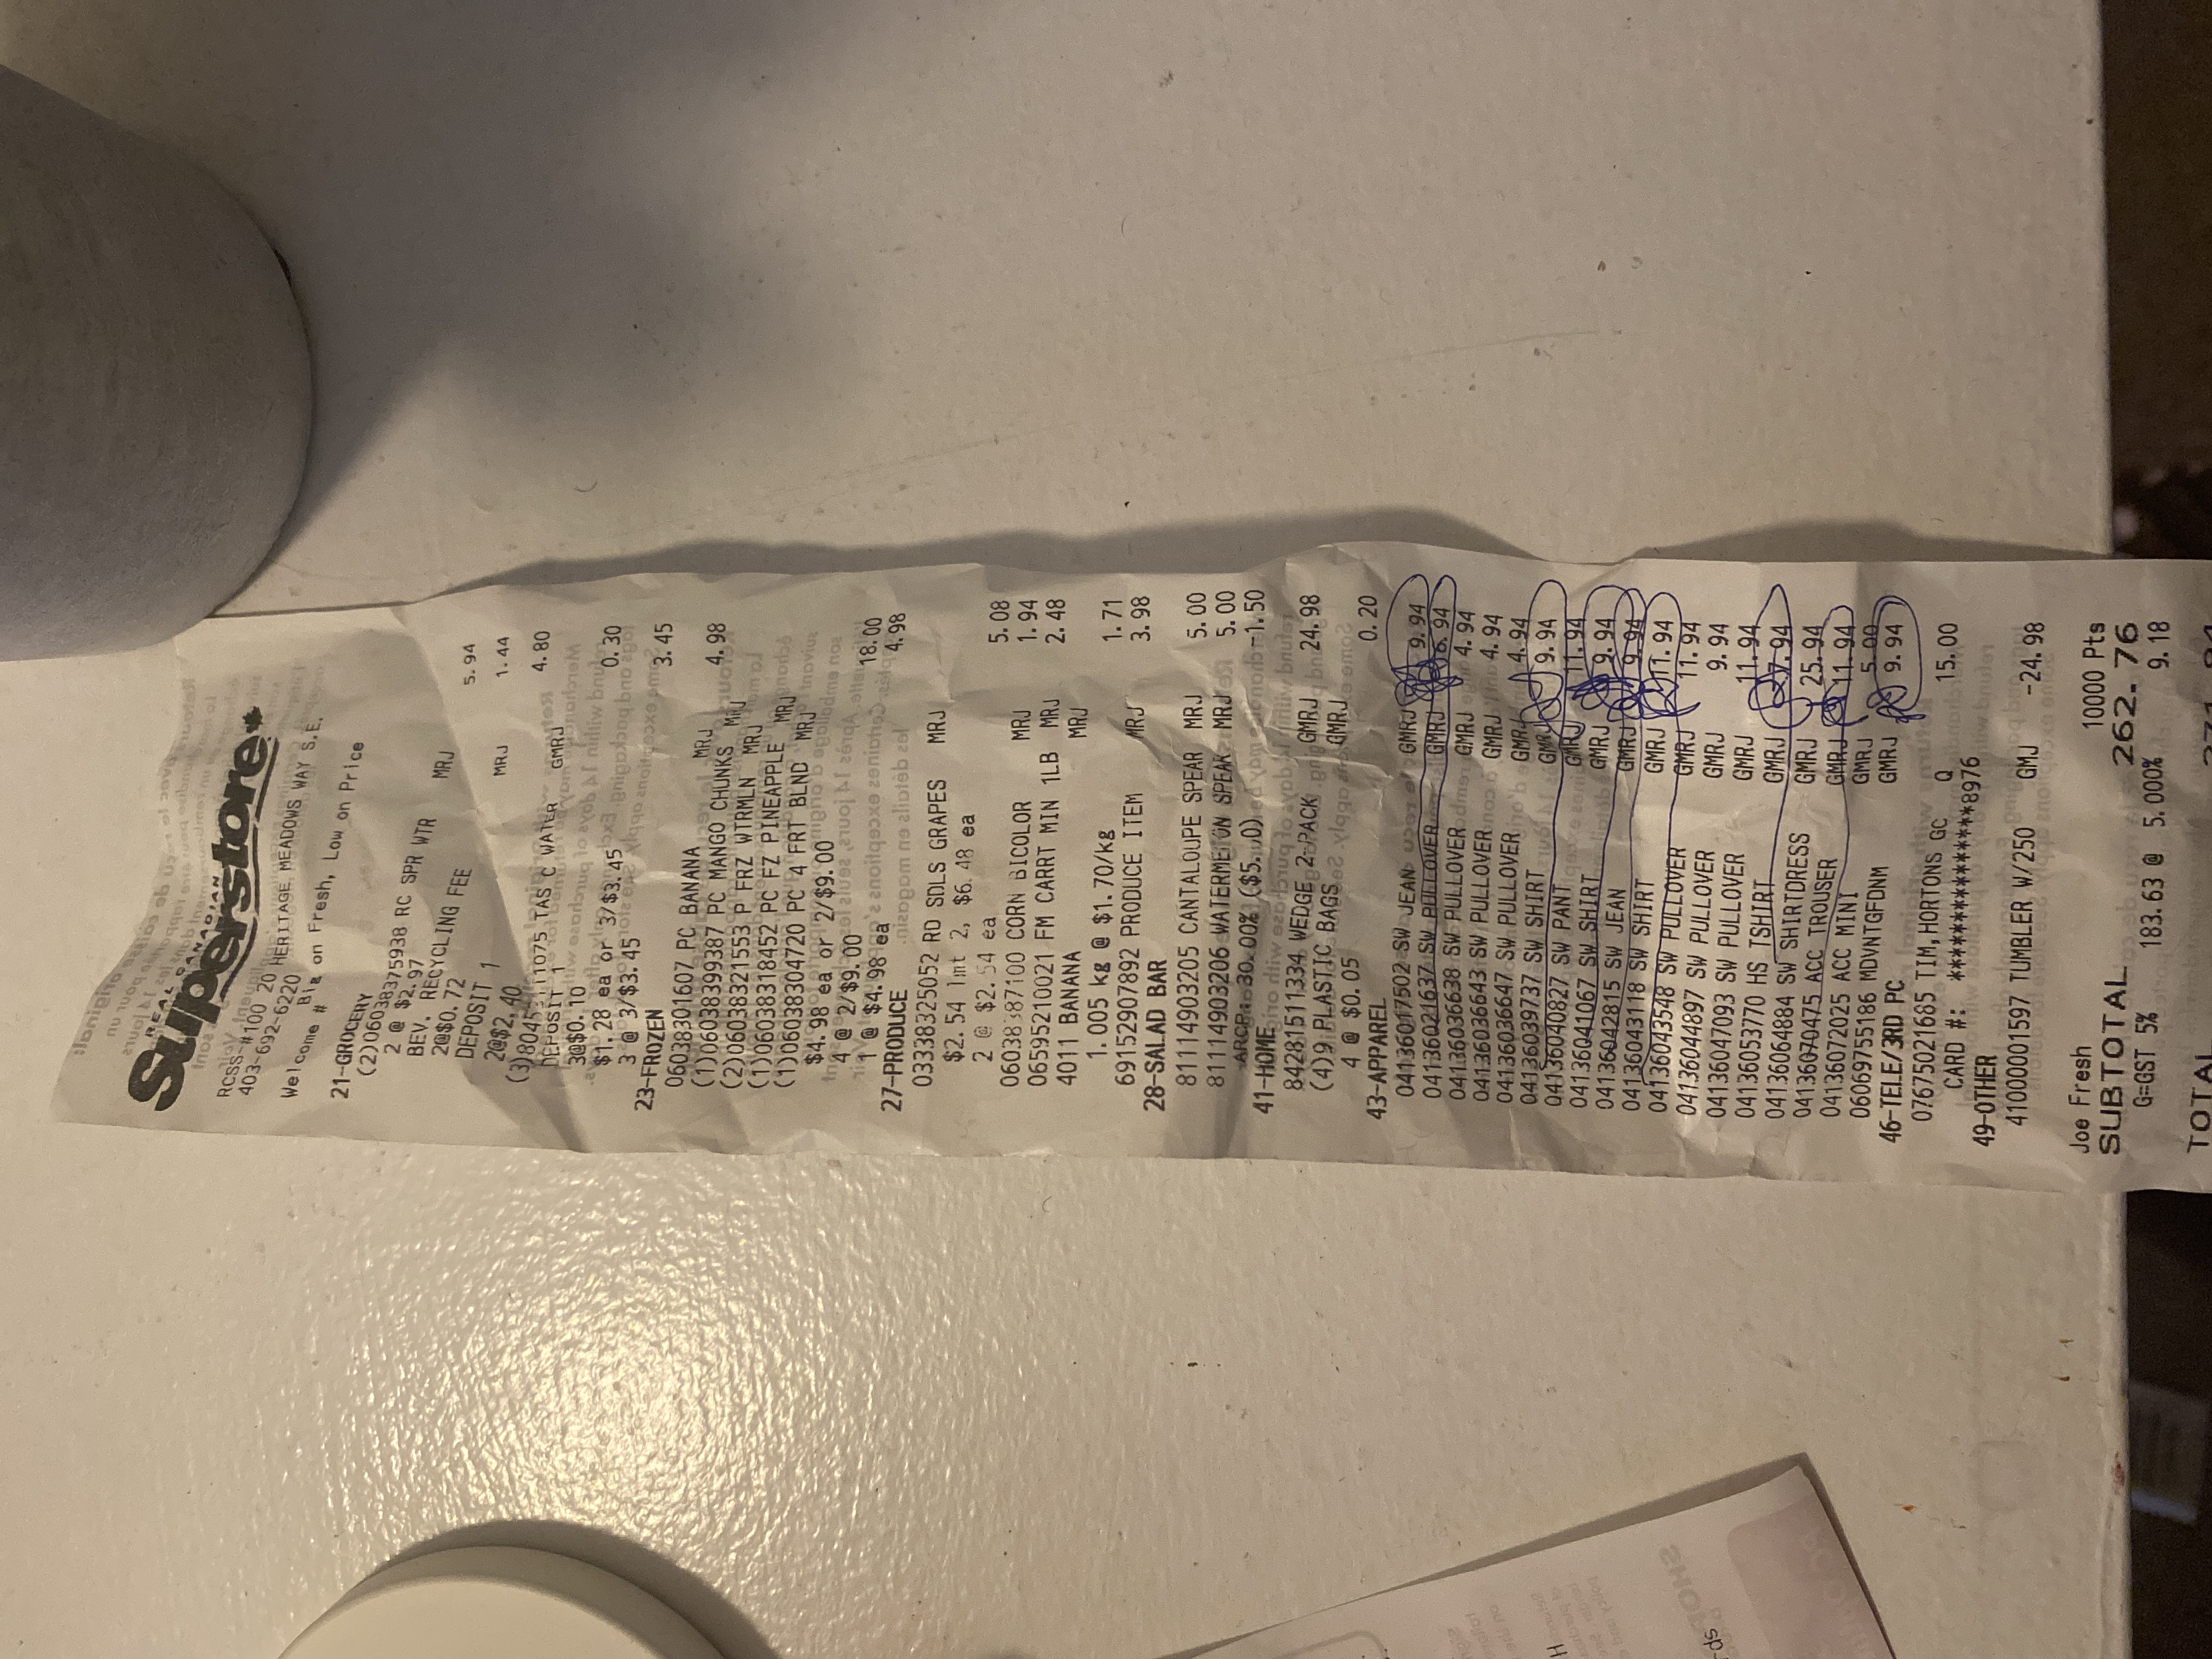 REAL CANADIAN
Superstore
RCSS-#100 20 HERITAGE MEADOWS WAY S.E.
403-692-6220
Big on Fresh, Low on Price
Welcome #
21-GROCERY
(2)06038375938 RC SPR WTR MRJ
2 @ $2.97 5.94
BEV. RECYCLING FEE MRJ
2@$0.72 1.44
DEPOSIT 1
2@$2.40 4.80
TAS C WATER GMRJ
DEPOSIT 1
3@$0.10 0.30
$1.28 ea or 3/$3.45
3 @ 3/$3.45 3.45
23-FROZEN
06038301607 PC BANANA MRJ 4.98
(1)06038399387 PC MANGO CHUNKS MRJ
(2)06038321553 P FRZ WTRMLN MRJ
(1)06038318452 PC FZ PINEAPPLE MRJ
(1)06038304720 PC 4 FRT BLND MRJ
$4.98 ea or 2/$9.00
4 @ 2/$9.00 18.00
1 @ $4.98 ea 4.98
27-PRODUCE
03338325052 RD SDLS GRAPES MRJ
$2.54 lmt 2, $6.48 ea
2 @ $2.54 ea 5.08
06038387100 CORN BICOLOR MRJ 1.94
06595210021 FM CARRT MIN 1LB MRJ 2.48
4011 BANANA MRJ
1.005 kg @ $1.70/kg 1.71
69152907892 PRODUCE ITEM MRJ 3.98
28-SALAD BAR
81114903205 CANTALOUPE SPEAR MRJ 5.00
81114903206 WATERMELON SPEAR MRJ 5.00
ARCP: 30.00% ($5.00) -1.50
41-HOME
84281511334 WEDGE 2-PACK GMRJ 24.98
(4)9 PLASTIC BAGS GMRJ
4 @ $0.05 0.20
43-APPAREL
04136017502 SW JEAN GMRJ 9.94
04136021637 SW PULLOVER GMRJ 6.94
04136036638 SW PULLOVER GMRJ 4.94
04136036643 SW PULLOVER GMRJ 4.94
04136036647 SW PULLOVER GMRJ 4.94
04136039737 SW SHIRT GMRJ 9.94
04136040827 SW PANT GMRJ 11.94
04136041067 SW SHIRT GMRJ 9.94
04136042815 SW JEAN GMRJ 9.94
04136043118 SW SHIRT GMRJ 11.94
04136043548 SW PULLOVER GMRJ 11.94
04136044897 SW PULLOVER GMRJ 9.94
04136047093 SW PULLOVER GMRJ 11.94
04136053770 HS TSHIRT GMRJ 7.94
04136064884 SW SHIRTDRESS GMRJ 25.94
04136070475 ACC TROUSER GMRJ 11.94
04136072025 ACC MINI GMRJ 5.00
06069755186 MDVNTGFDNM GMRJ 9.94
46-TELE/3RD PC
07675021685 TIM,HORTONS GC Q 15.00
CARD #: ***************8976
49-OTHER
41000001597 TUMBLER W/250 GMJ -24.98
Joe Fresh 10000 Pts
SUBTOTAL 262.76
G=GST 5% 183.63 @ 5.000% 9.18
TOTAL